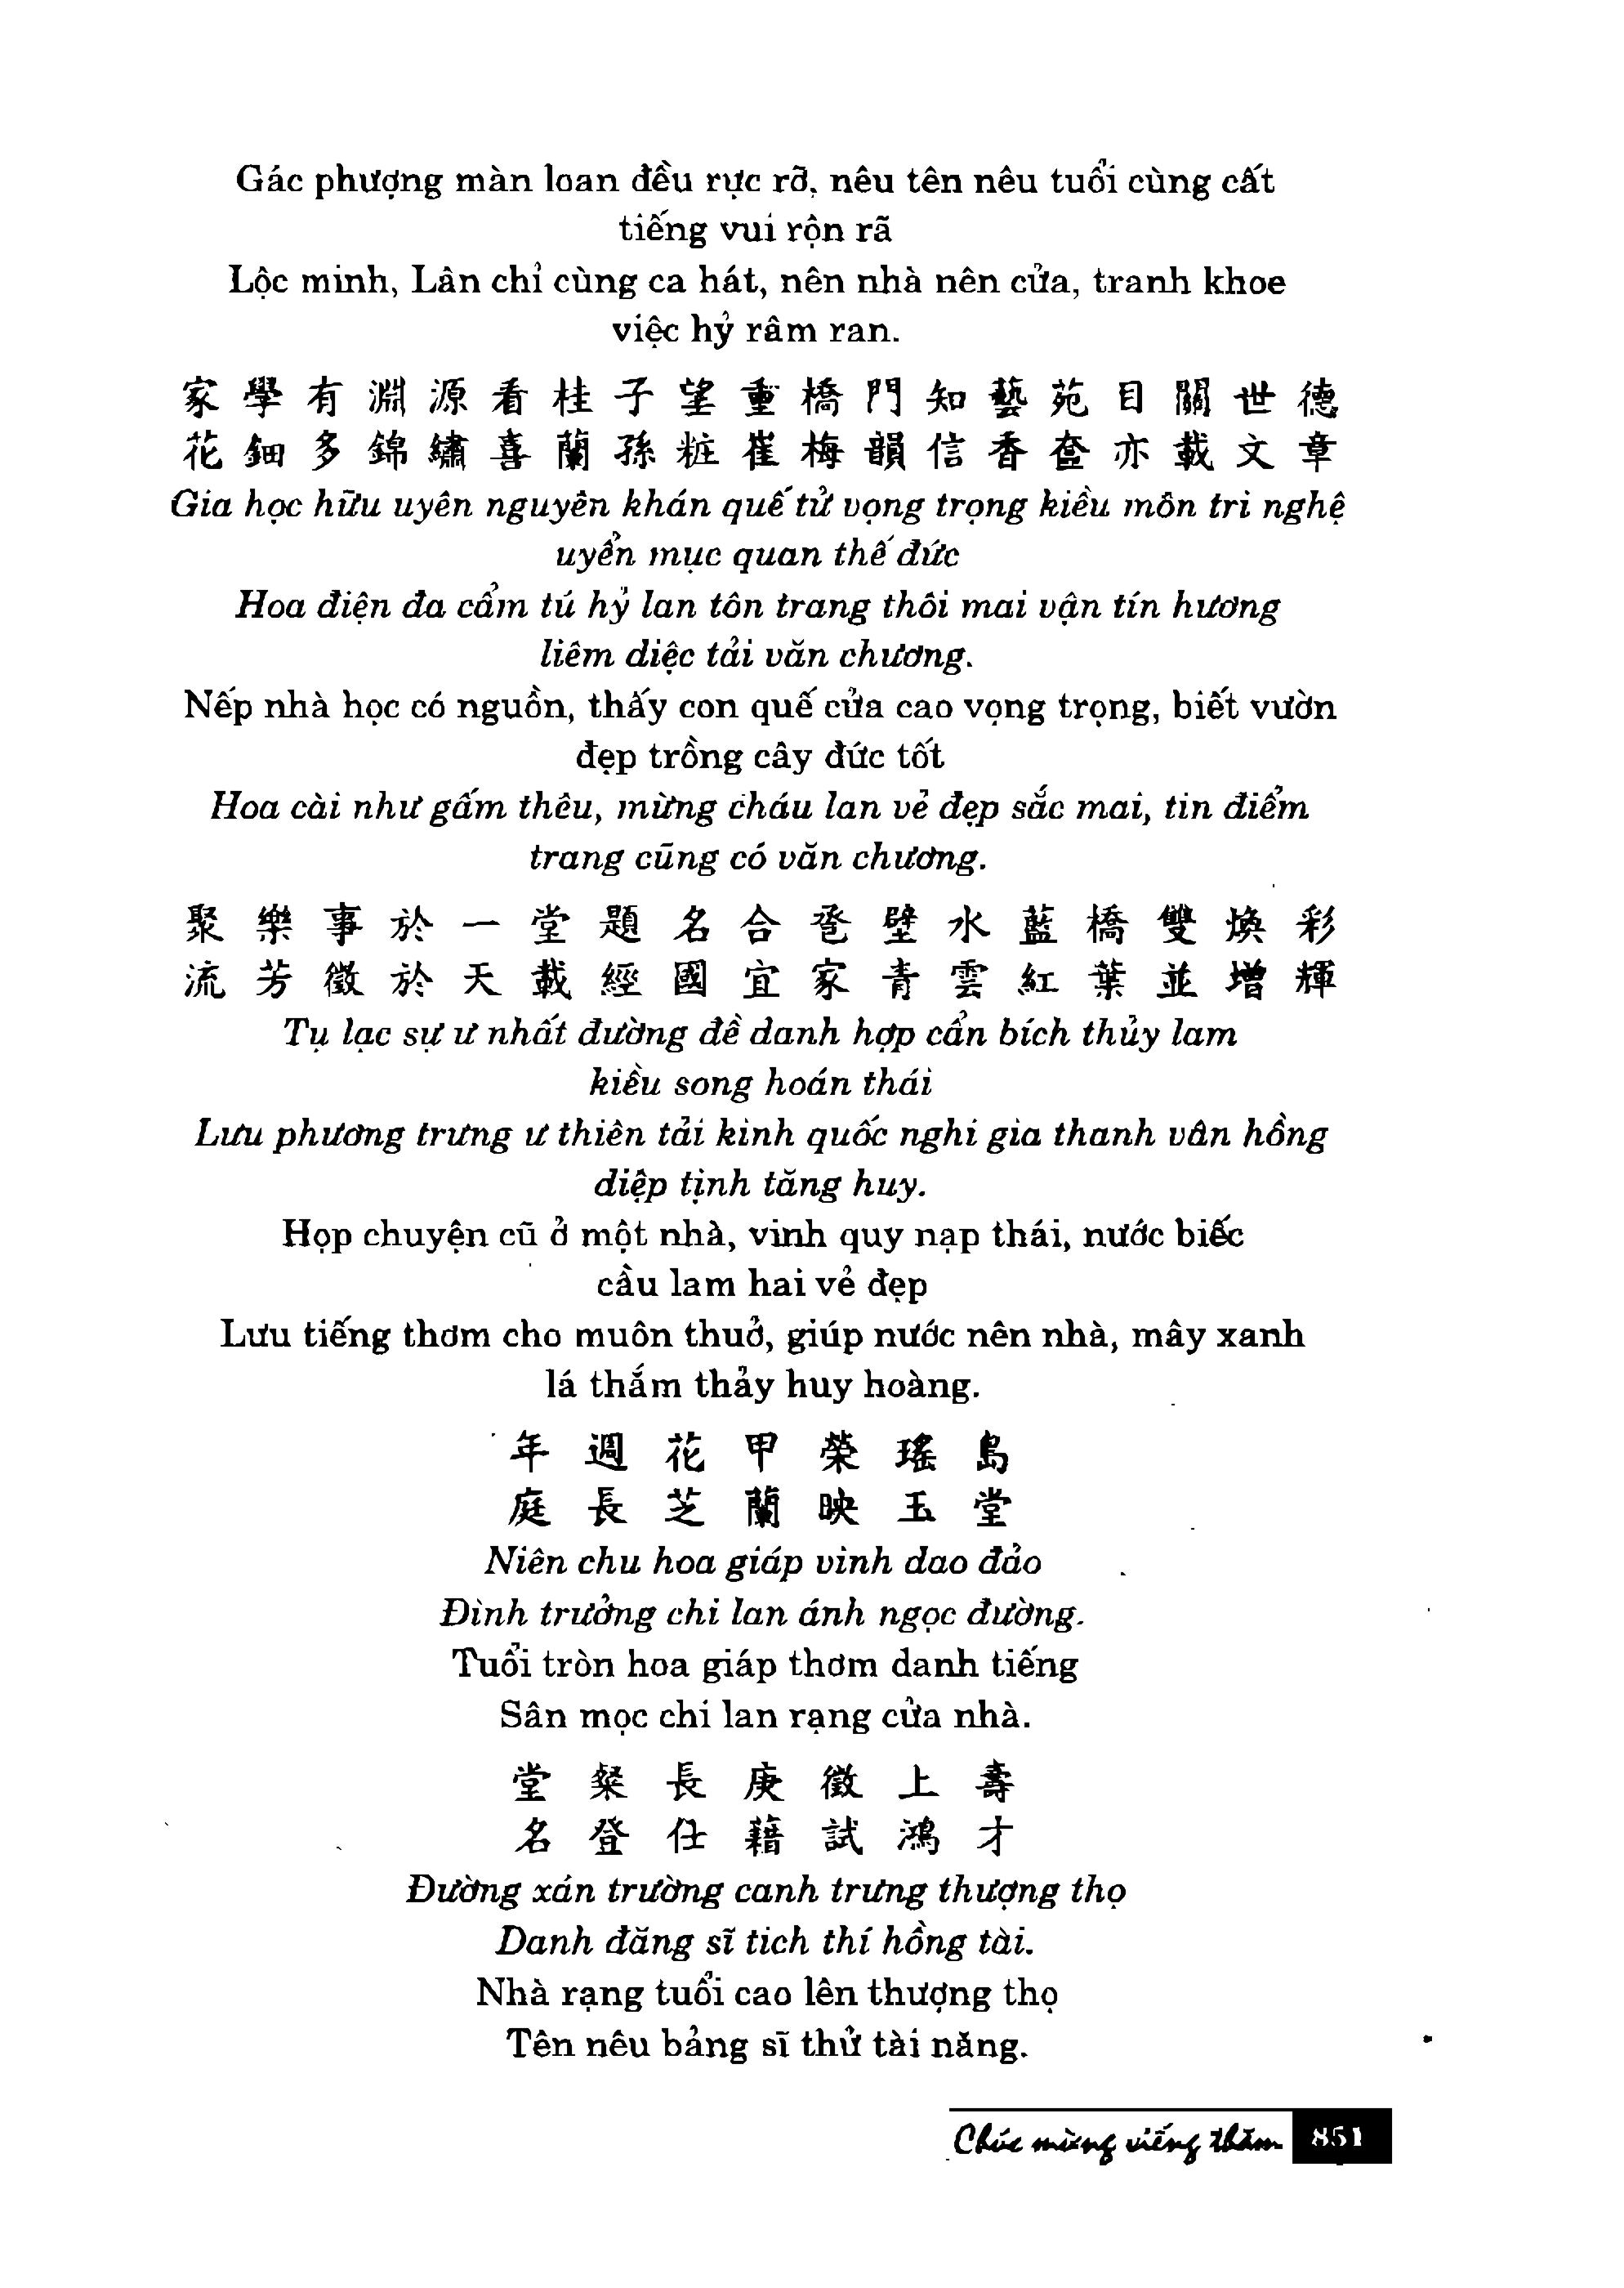 Gác phượng màn loan đều rực rỡ, nêu tên nêu tuổi cùng cất
tiếng vui rộn rã
Lộc minh, Lân chỉ cùng ca hát, nên nhà nên cửa, tranh khoe
việc hỷ râm ran.
家 學 有 淵 源 看 桂 子 望 重 橋 門 知 藝 苑 目 關 世 德
花 鈿 多 錦 繡 喜 蘭 孫 粧 崔 梅 韻 信 香 奩 亦 載 文 章
Gia học hữu uyên nguyên khán quế tử vọng trọng kiều môn tri nghệ
uyển mục quan thế đức
Hoa điện đa cẩm tú hỷ lan tôn trang thôi mai vận tín hương
liêm diệc tải văn chương.
Nếp nhà học có nguồn, thấy con quế cửa cao vọng trọng, biết vườn
đẹp trồng cây đức tốt
Hoa cài như gấm thêu, mừng cháu lan vẻ đẹp sắc mai, tin điểm
trang cũng có văn chương.
聚 樂 事 於 一 堂 題 名 合 巹 壁 水 藍 橋 雙 煥 彩
流 芳 徵 於 天 載 經 國 宜 家 青 雲 紅 葉 並 增 輝
Tụ lạc sự ư nhất đường đề danh hợp cẩn bích thủy lam
kiều song hoán thái
Lưu phương trưng ư thiên tải kinh quốc nghi gia thanh vân hồng
diệp tịnh tăng huy.
Họp chuyện cũ ở một nhà, vinh quy nạp thái, nước biếc
cầu lam hai vẻ đẹp
Lưu tiếng thơm cho muôn thuở, giúp nước nên nhà, mây xanh
lá thắm thảy huy hoàng.
年 週 花 甲 榮 瑤 島
庭 長 芝 蘭 映 玉 堂
Niên chu hoa giáp vinh dao đảo
Đình trưởng chi lan ánh ngọc đường.
Tuổi tròn hoa giáp thơm danh tiếng
Sân mọc chi lan rạng cửa nhà.
堂 粲 長 庚 徵 上 壽
名 登 仕 藉 試 鴻 才
Đường xán trường canh trưng thượng thọ
Danh đăng sĩ tich thí hồng tài.
Nhà rạng tuổi cao lên thượng thọ
Tên nêu bảng sĩ thử tài năng.
Chúc mừng viếng thăm 851